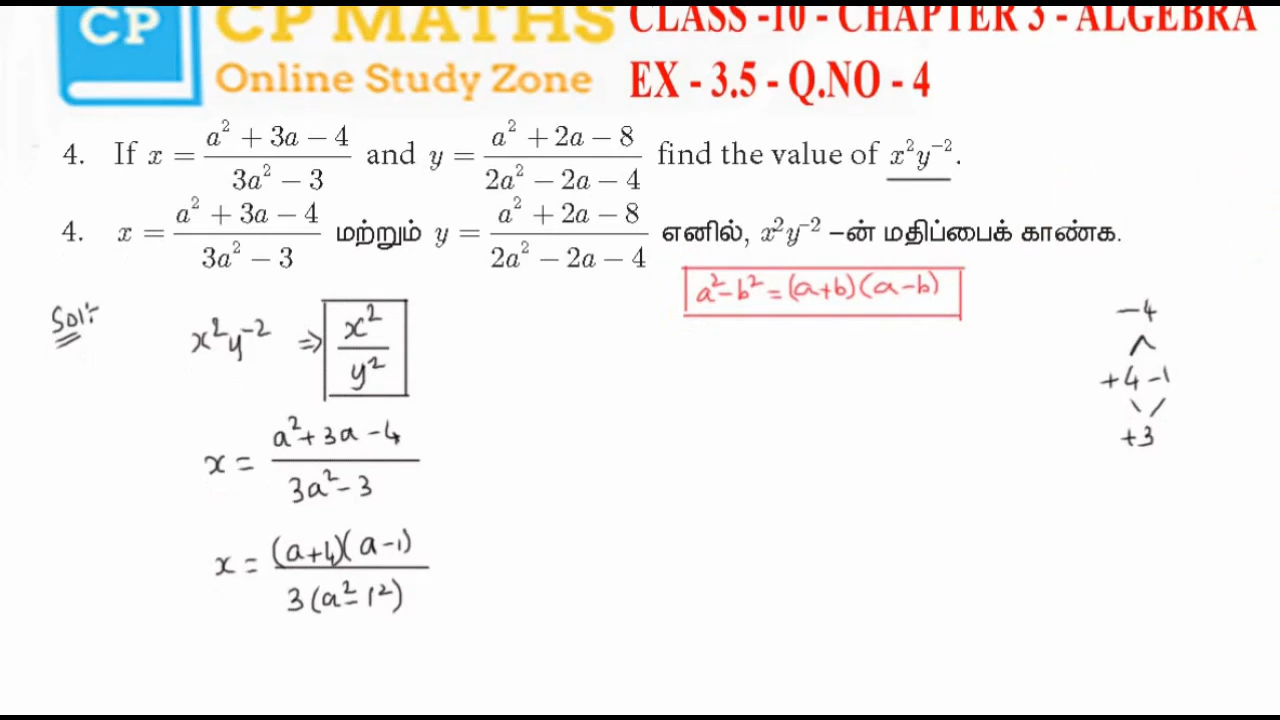 CP
CP MATHS
Online Study Zone
CLASS -10 - CHAPTER 3 - ALGEBRA
EX - 3.5 - Q.NO - 4
4. If x = (a² + 3a − 4)/(3a² − 3) and y = (a² + 2a − 8)/(2a² − 2a − 4) find the value of x²y⁻².
4. x = (a² + 3a − 4)/(3a² − 3) மற்றும் y = (a² + 2a − 8)/(2a² − 2a − 4) எனில், x²y⁻² −ன் மதிப்பைக் காண்க.
a²−b² = (a+b)(a−b)
Sol:-
x²y⁻² ⇒ x²/y²
x = (a²+3a−4)/(3a²−3)
x = (a+4)(a−1)/3(a²−1²)
−4
+4 −1
+3